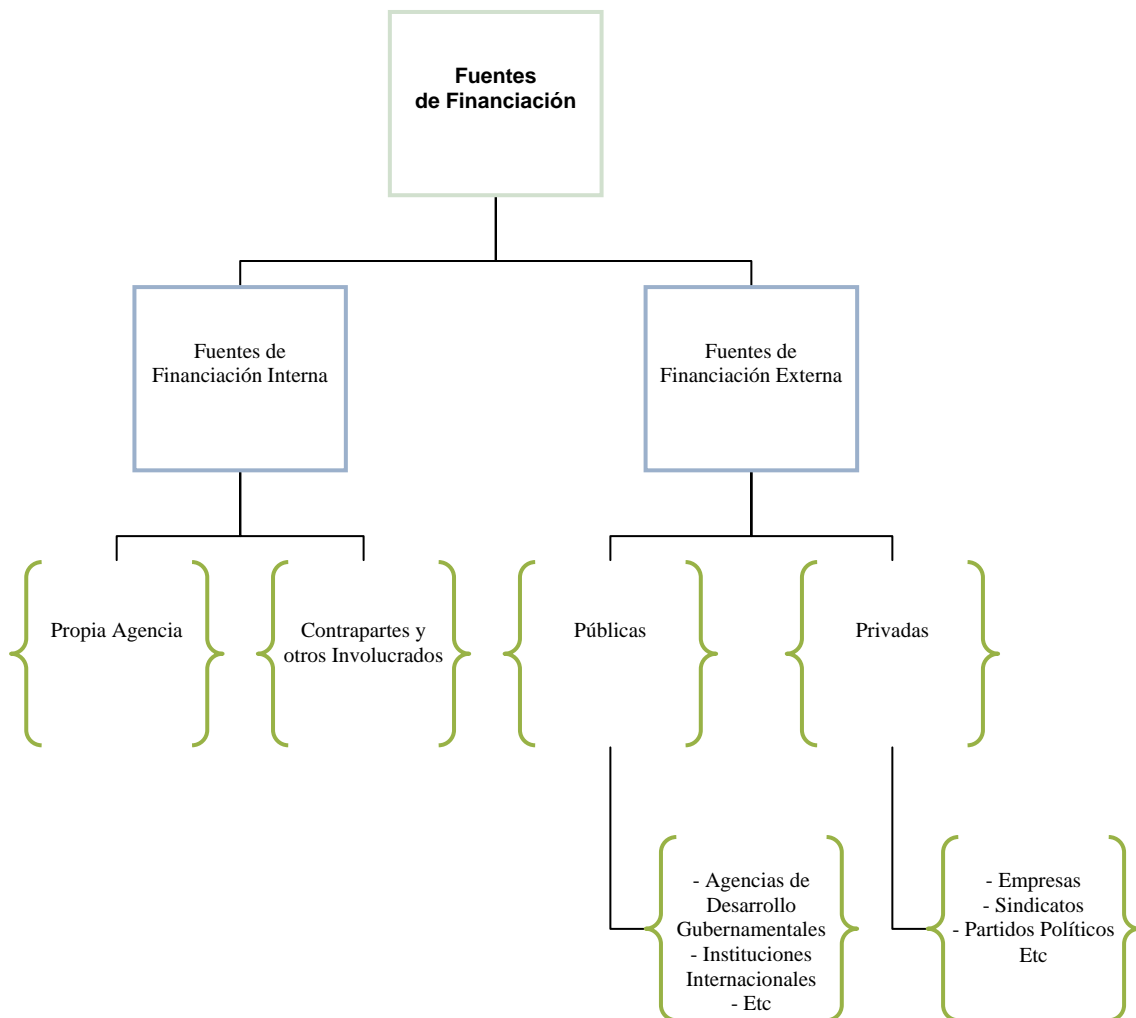 Fuentes
de Financiación
Fuentes de
Financiación Interna
Fuentes de
Financiación Externa
Propia Agencia
Contrapartes y
otros Involucrados
Públicas
Privadas
- Agencias de
Desarrollo
Gubernamentales
- Instituciones
Internacionales
- Etc
- Empresas
- Sindicatos
- Partidos Políticos
Etc